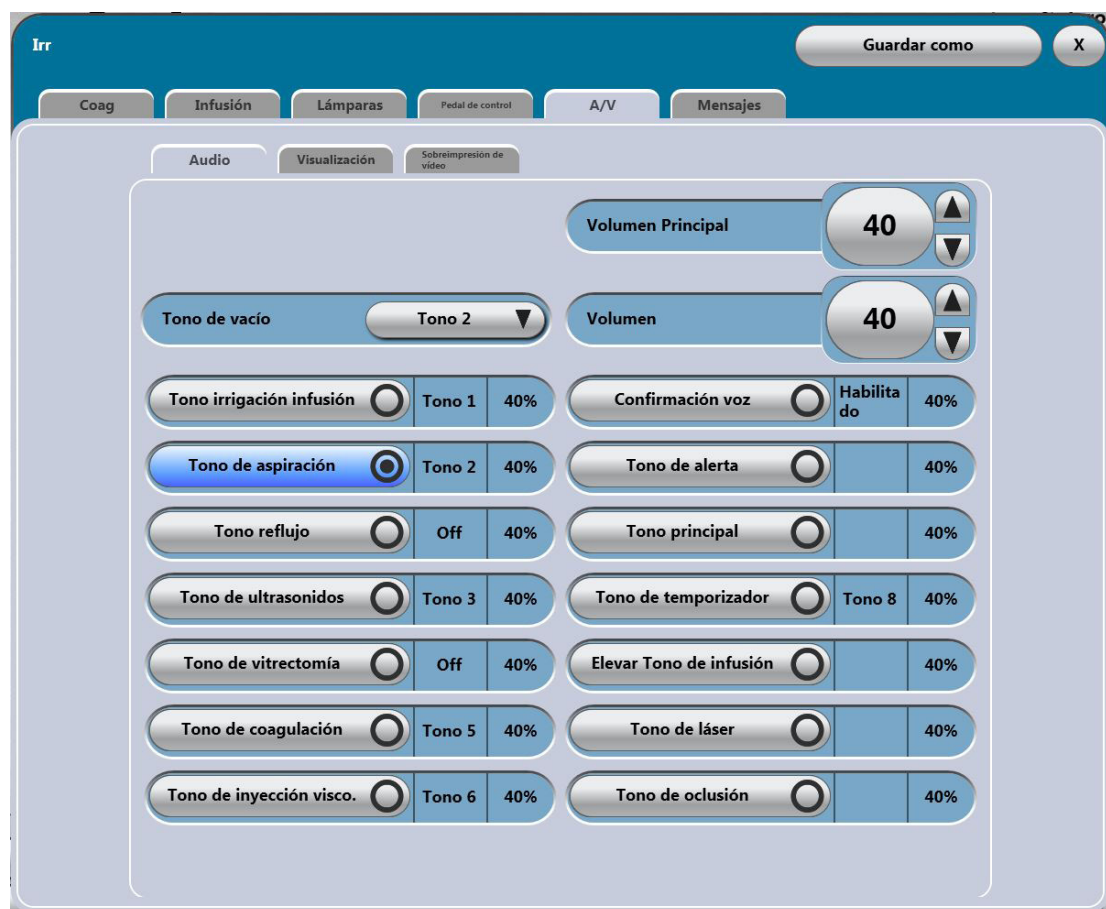 Irr
Guardar como
X
Coag
Infusión
Lámparas
Pedal de control
A/V
Mensajes
Audio
Visualización
Sobreimpresión de
vídeo
Volumen Principal
40
Tono de vacío
Tono 2
Volumen
40
Tono irrigación infusión
Tono 1
40%
Confirmación voz
Habilita
do
40%
Tono de aspiración
Tono 2
40%
Tono de alerta
40%
Tono reflujo
Off
40%
Tono principal
40%
Tono de ultrasonidos
Tono 3
40%
Tono de temporizador
Tono 8
40%
Tono de vitrectomía
Off
40%
Elevar Tono de infusión
40%
Tono de coagulación
Tono 5
40%
Tono de láser
40%
Tono de inyección visco.
Tono 6
40%
Tono de oclusión
40%